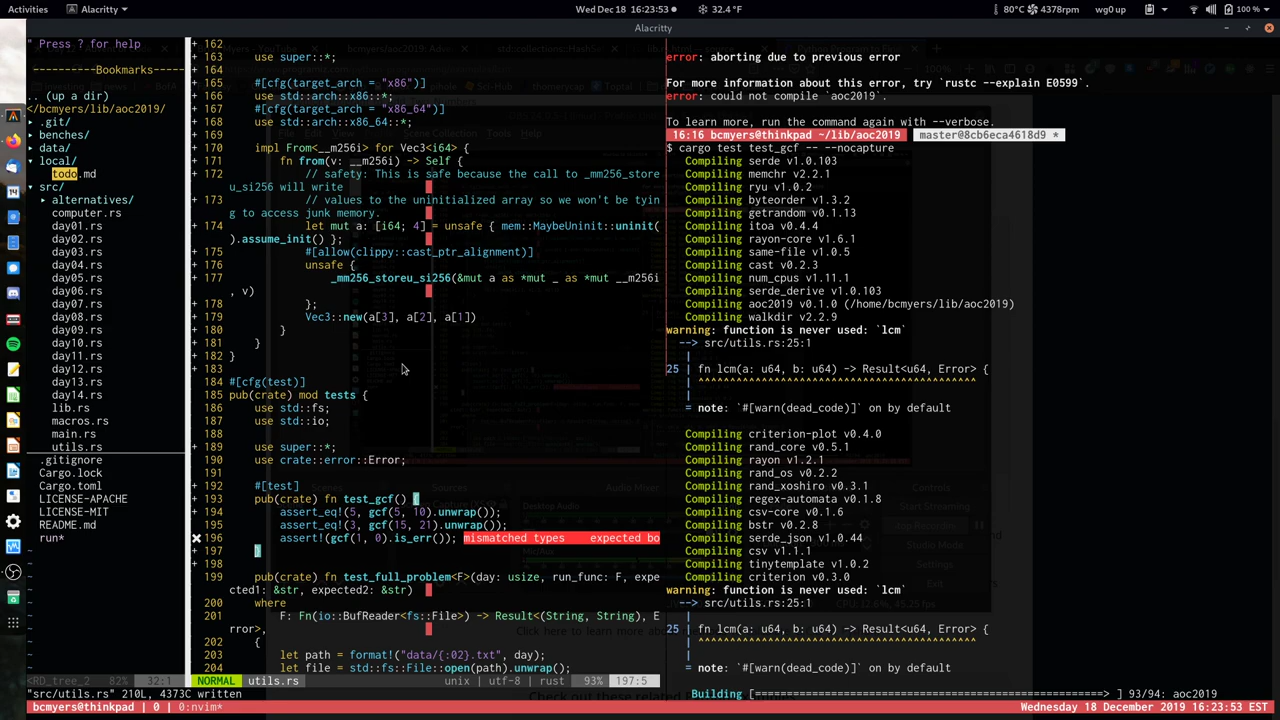 Activities
Alacritty
Wed Dec 18 16:23:53
32.4 °F
80°C
4378rpm
wg0 up
100 %
Alacritty
" Press ? for help
----------Bookmarks----------
.. (up a dir)
</bcmyers/lib/aoc2019/
▸ .git/
▸ benches/
▸ data/
▾ local/
todo.md
▾ src/
▸ alternatives/
computer.rs
day01.rs
day02.rs
day03.rs
day04.rs
day05.rs
day06.rs
day07.rs
day08.rs
day09.rs
day10.rs
day11.rs
day12.rs
day13.rs
day14.rs
lib.rs
macros.rs
main.rs
utils.rs
.gitignore
Cargo.lock
Cargo.toml
LICENSE-APACHE
LICENSE-MIT
README.md
run*
+ 162
+ 163     use super::*;
+ 164
+ 165     #[cfg(target_arch = "x86")]
+ 166     use std::arch::x86::*;
+ 167     #[cfg(target_arch = "x86_64")]
+ 168     use std::arch::x86_64::*;
+ 169
+ 170     impl From<__m256i> for Vec3<i64> {
+ 171         fn from(v: __m256i) -> Self {
+ 172             // safety: This is safe because the call to _mm256_store
u_si256 will write
+ 173             // values to the uninitialized array so we won't be tyin
g to access junk memory.
+ 174             let mut a: [i64; 4] = unsafe { mem::MaybeUninit::uninit(
).assume_init() };
+ 175             #[allow(clippy::cast_ptr_alignment)]
+ 176             unsafe {
+ 177                 _mm256_storeu_si256(&mut a as *mut _ as *mut __m256i
, v)
+ 178             };
+ 179             Vec3::new(a[3], a[2], a[1])
+ 180         }
+ 181     }
+ 182 }
+ 183
184 #[cfg(test)]
185 pub(crate) mod tests {
186     use std::fs;
187     use std::io;
188
+ 189     use super::*;
+ 190     use crate::error::Error;
+ 191
+ 192     #[test]
+ 193     pub(crate) fn test_gcf() {
+ 194         assert_eq!(5, gcf(5, 10).unwrap());
+ 195         assert_eq!(3, gcf(15, 21).unwrap());
✖ 196         assert!(gcf(1, 0).is_err()); mismatched types    expected bo
+ 197     }
+ 198
199     pub(crate) fn test_full_problem<F>(day: usize, run_func: F, expe
cted1: &str, expected2: &str)
200     where
201         F: Fn(io::BufReader<fs::File>) -> Result<(String, String), E
rror>,
202     {
203         let path = format!("data/{:02}.txt", day);
204         let file = std::fs::File::open(path).unwrap();
<RD_tree_2   82%   32:1
NORMAL  utils.rs
unix | utf-8 | rust   93%   197:5
"src/utils.rs" 210L, 4373C written
error: aborting due to previous error
For more information about this error, try `rustc --explain E0599`.
error: could not compile `aoc2019`.
To learn more, run the command again with --verbose.
16:16 bcmyers@thinkpad ~/lib/aoc2019   master@8cb6eca4618d9 *
$ cargo test test_gcf -- --nocapture
Compiling serde v1.0.103
Compiling memchr v2.2.1
Compiling ryu v1.0.2
Compiling byteorder v1.3.2
Compiling getrandom v0.1.13
Compiling itoa v0.4.4
Compiling rayon-core v1.6.1
Compiling same-file v1.0.5
Compiling cast v0.2.3
Compiling num_cpus v1.11.1
Compiling serde_derive v1.0.103
Compiling aoc2019 v0.1.0 (/home/bcmyers/lib/aoc2019)
Compiling walkdir v2.2.9
warning: function is never used: `lcm`
--> src/utils.rs:25:1
|
25 | fn lcm(a: u64, b: u64) -> Result<u64, Error> {
| ^^^^^^^^^^^^^^^^^^^^^^^^^^^^^^^^^^^^^^^^^^^^
|
= note: `#[warn(dead_code)]` on by default
Compiling criterion-plot v0.4.0
Compiling rand_core v0.5.1
Compiling rayon v1.2.1
Compiling rand_os v0.2.2
Compiling rand_xoshiro v0.3.1
Compiling regex-automata v0.1.8
Compiling csv-core v0.1.6
Compiling bstr v0.2.8
Compiling serde_json v1.0.44
Compiling csv v1.1.1
Compiling tinytemplate v1.0.2
Compiling criterion v0.3.0
warning: function is never used: `lcm`
--> src/utils.rs:25:1
|
25 | fn lcm(a: u64, b: u64) -> Result<u64, Error> {
| ^^^^^^^^^^^^^^^^^^^^^^^^^^^^^^^^^^^^^^^^^^^^
|
= note: `#[warn(dead_code)]` on by default
Building [=====================================================> ] 93/94: aoc2019
bcmyers@thinkpad | 0 | 0:nvim*
Wednesday 18 December 2019 16:23:53 EST